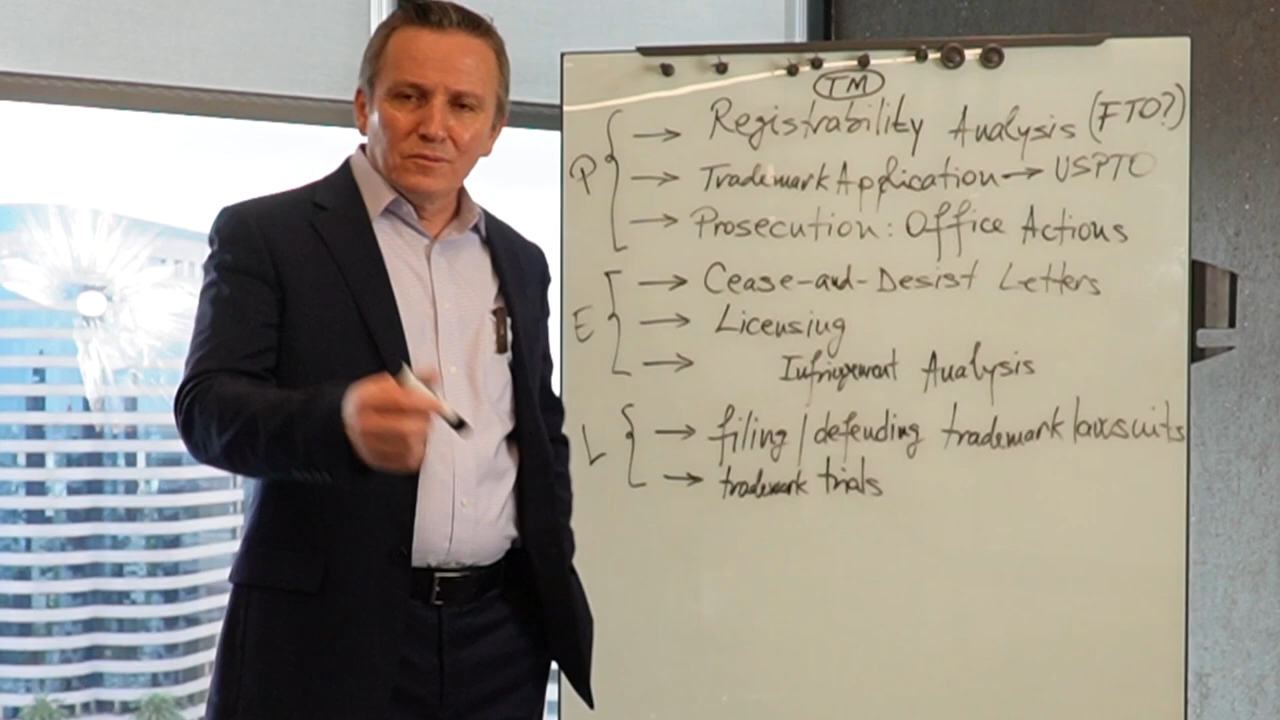 TM
P → Registrability Analysis (FTO?)
→ Trademark Application → USPTO
→ Prosecution: Office Actions
E → Cease-and-Desist Letters
→ Licensing
→ Infringement Analysis
L → filing/defending trademark lawsuits
→ trademark trials